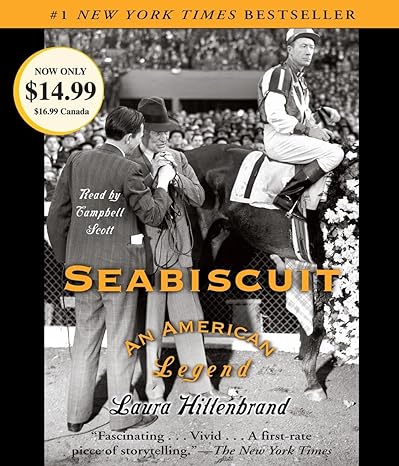 #1 NEW YORK TIMES BESTSELLER
NOW ONLY
$14.99
$16.99 Canada
Read by
Campbell
Scott
SEABISCUIT
AN AMERICAN
Legend
Laura Hillenbrand
“Fascinating . . . Vivid . . . A first-rate
piece of storytelling.” —The New York Times